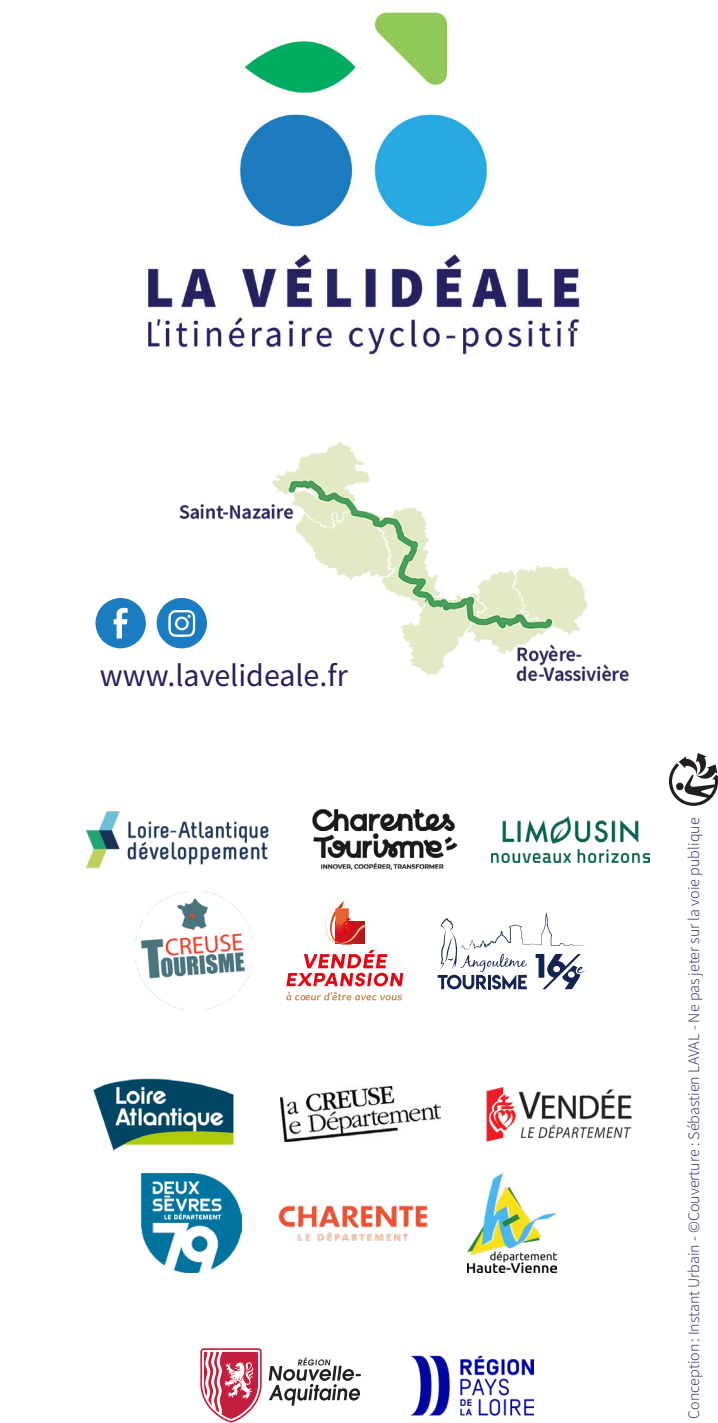 LA VÉLIDÉALE
L'itinéraire cyclo-positif
Saint-Nazaire
Royère-
de-Vassivière
www.lavelideale.fr
Loire-Atlantique
développement
Charentes
Tourisme
INNOVER, COOPÉRER, TRANSFORMER
LIMOUSIN
nouveaux horizons
CREUSE
TOURISME
VENDÉE
EXPANSION
à cœur d'être avec vous
Angoulême
TOURISME
16/9e
Loire
Atlantique
La CREUSE
Le Département
VENDÉE
LE DÉPARTEMENT
DEUX
SÈVRES
LE DÉPARTEMENT
79
CHARENTE
LE DÉPARTEMENT
département
Haute-Vienne
RÉGION
Nouvelle-
Aquitaine
RÉGION
PAYS
DE LA LOIRE
Conception : Instant Urbain - ©Couverture : Sébastien LAVAL - Ne pas jeter sur la voie publique